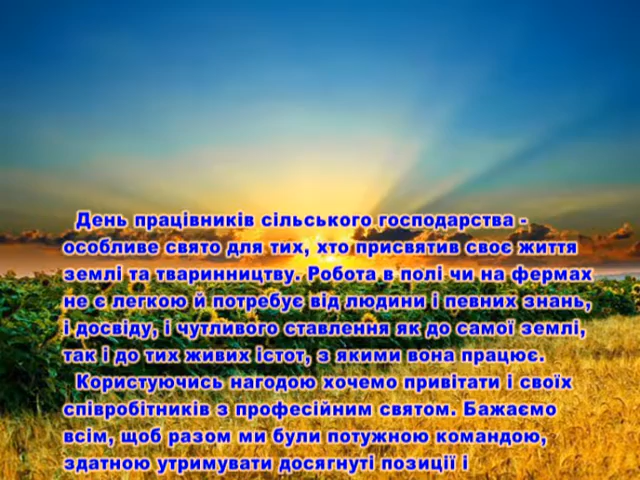 День працівників сільського господарства -
особливе свято для тих, хто присвятив своє життя
землі та тваринництву. Робота в полі чи на фермах
не є легкою й потребує від людини і певних знань,
і досвіду, і чутливого ставлення як до самої землі,
так і до тих живих істот, з якими вона працює.
Користуючись нагодою хочемо привітати і своїх
співробітників з професійним святом. Бажаємо
всім, щоб разом ми були потужною командою,
здатною утримувати досягнуті позиції і